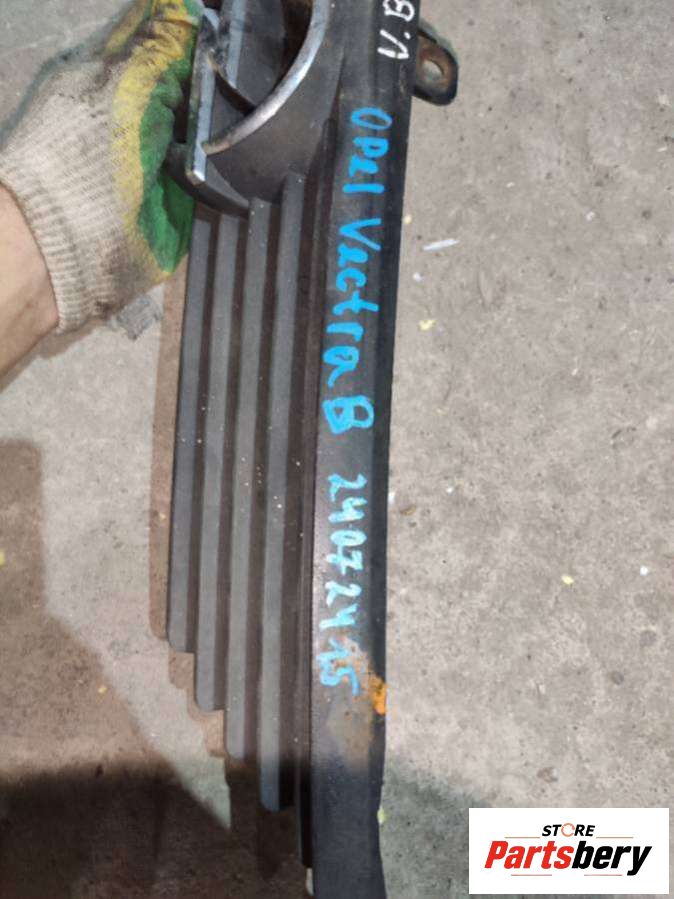 V.B
Opel Vectra B 24072415
STORE
Partsbery